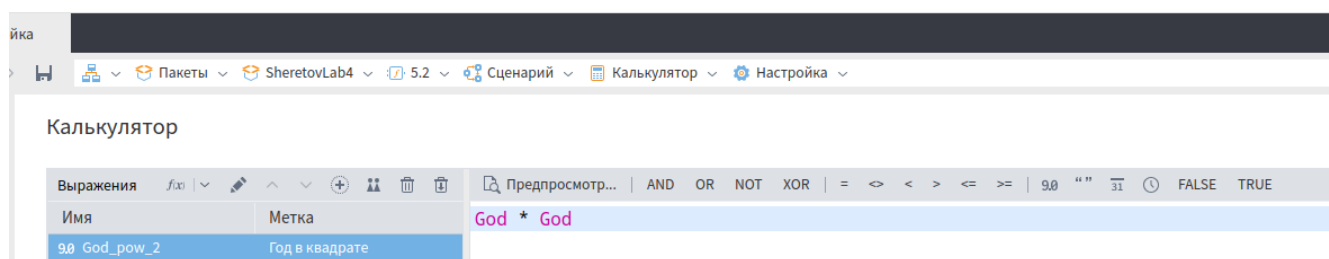 йка
Пакеты SheretovLab4 5.2 Сценарий Калькулятор Настройка
Калькулятор
Выражения f(x) Предпросмотр... AND OR NOT XOR = <> < > <= >= 9.0 “” 31 FALSE TRUE
Имя Метка God * God
9.0 God_pow_2 Год в квадрате